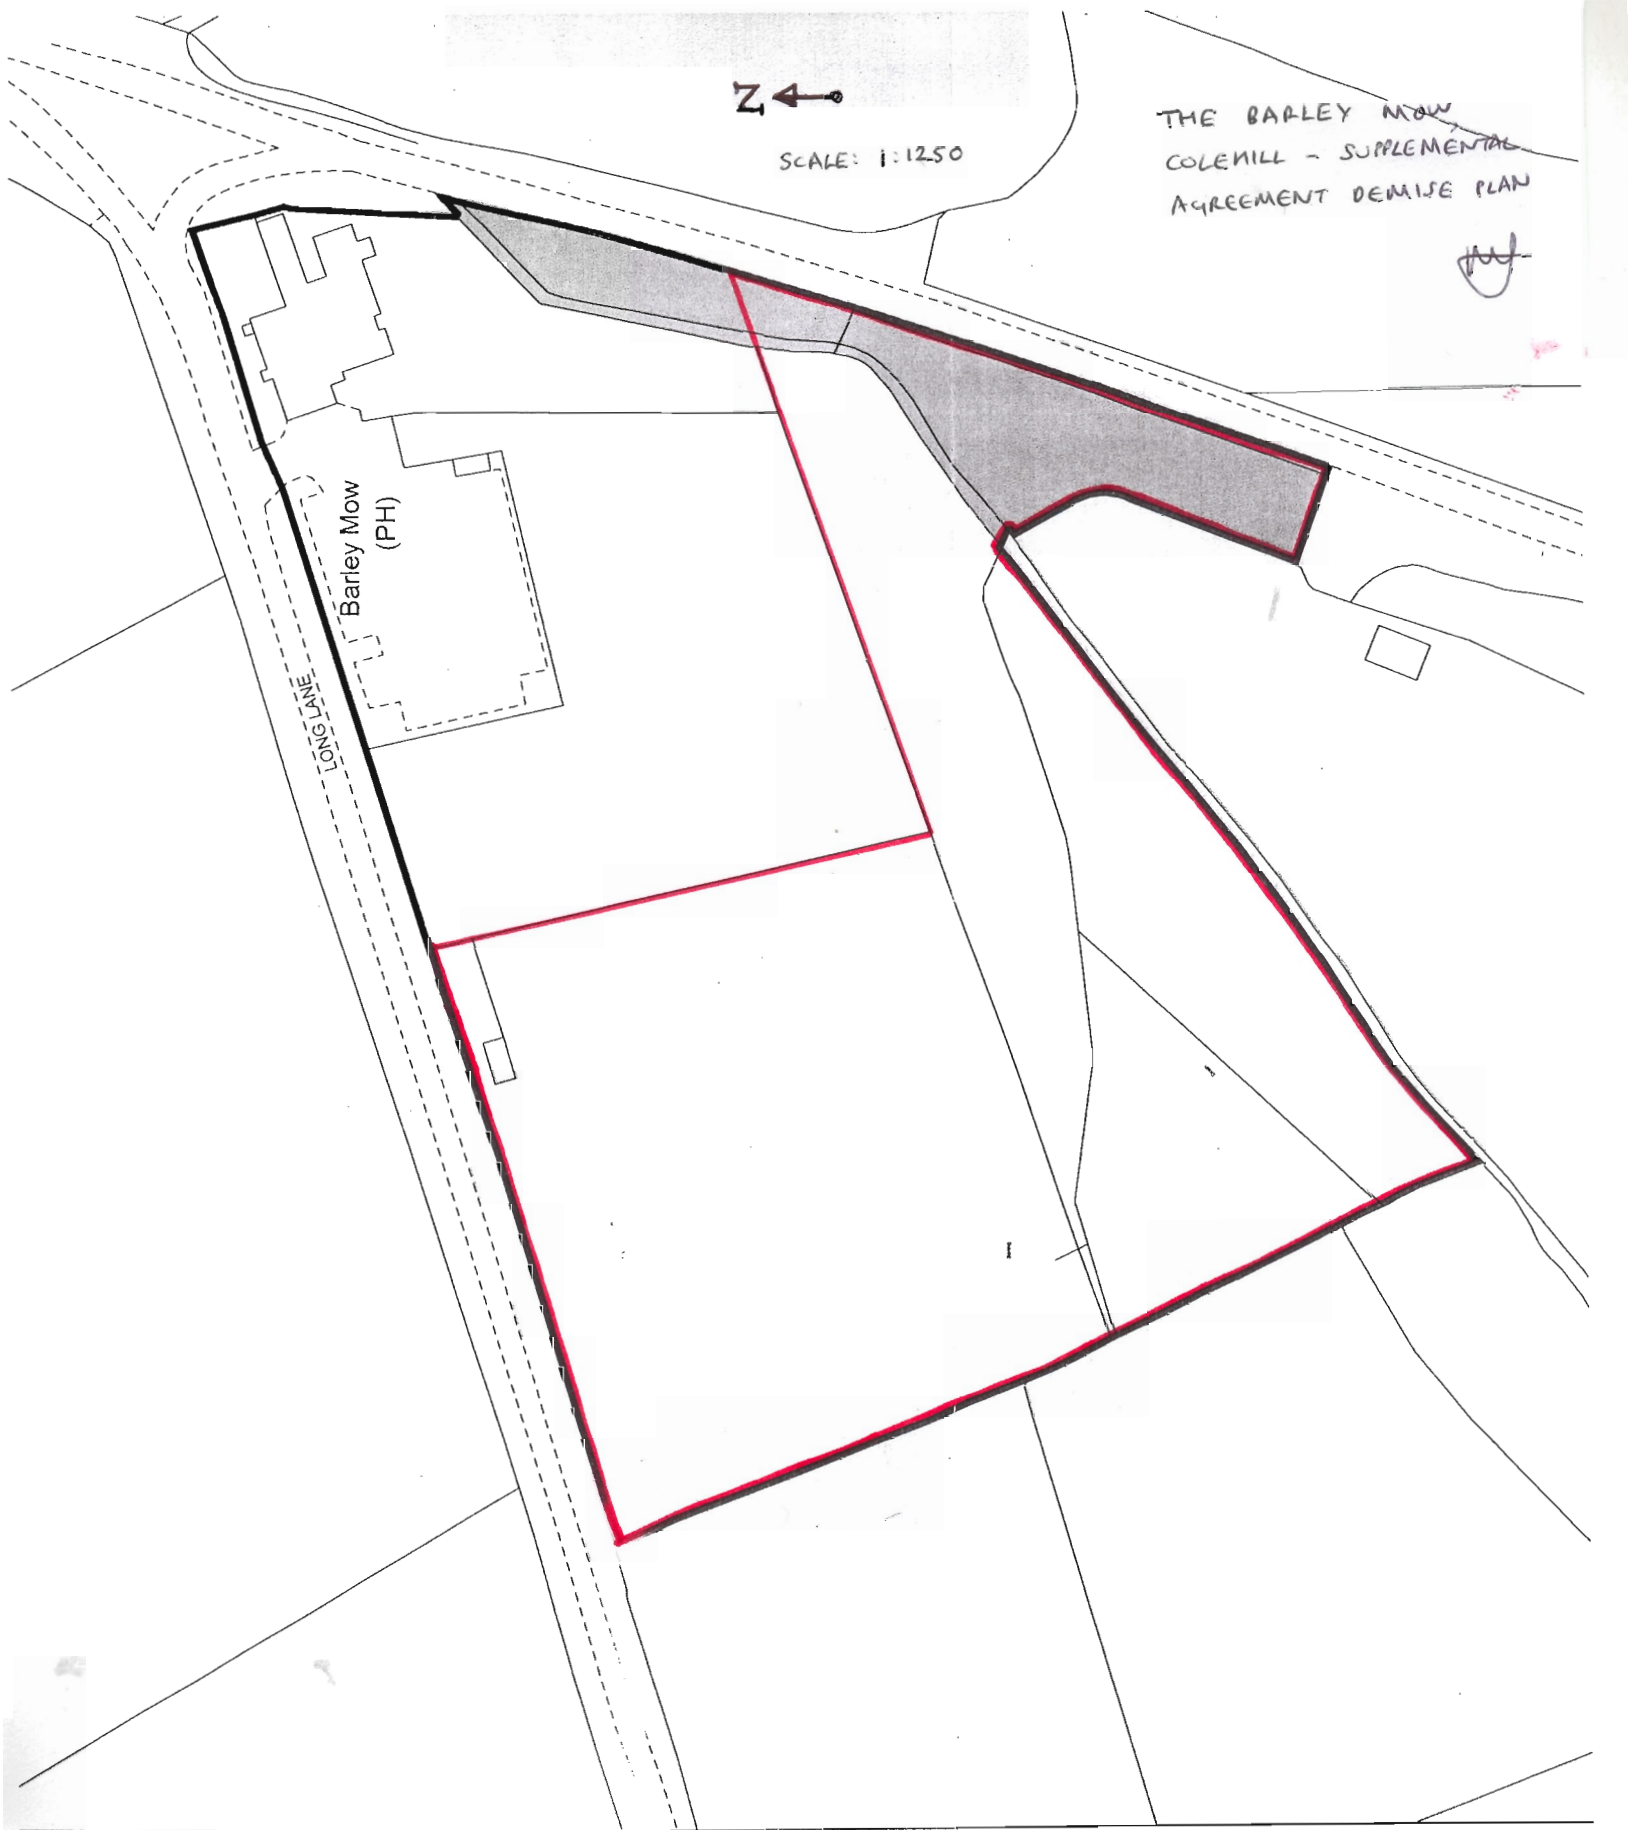 N
SCALE: 1:1250
THE BARLEY MOW
COLEHILL - SUPPLEMENTAL
AGREEMENT DEMISE PLAN
Barley Mow
(PH)
LONG LANE